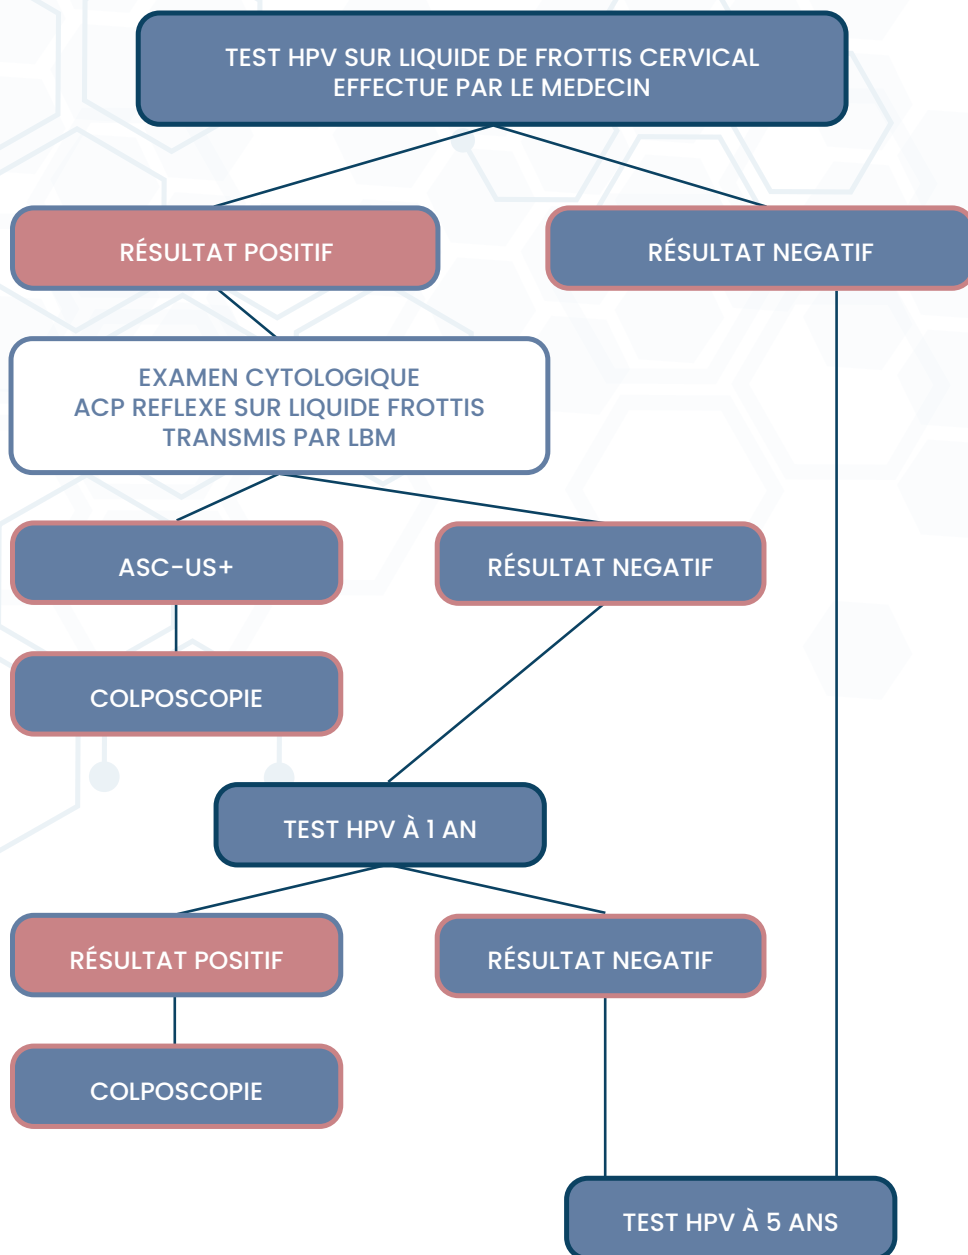 TEST HPV SUR LIQUIDE DE FROTTIS CERVICAL
EFFECTUE PAR LE MEDECIN
RÉSULTAT POSITIF
RÉSULTAT NEGATIF
EXAMEN CYTOLOGIQUE
ACP REFLEXE SUR LIQUIDE FROTTIS
TRANSMIS PAR LBM
ASC-US+
RÉSULTAT NEGATIF
COLPOSCOPIE
TEST HPV À 1 AN
RÉSULTAT POSITIF
RÉSULTAT NEGATIF
COLPOSCOPIE
TEST HPV À 5 ANS